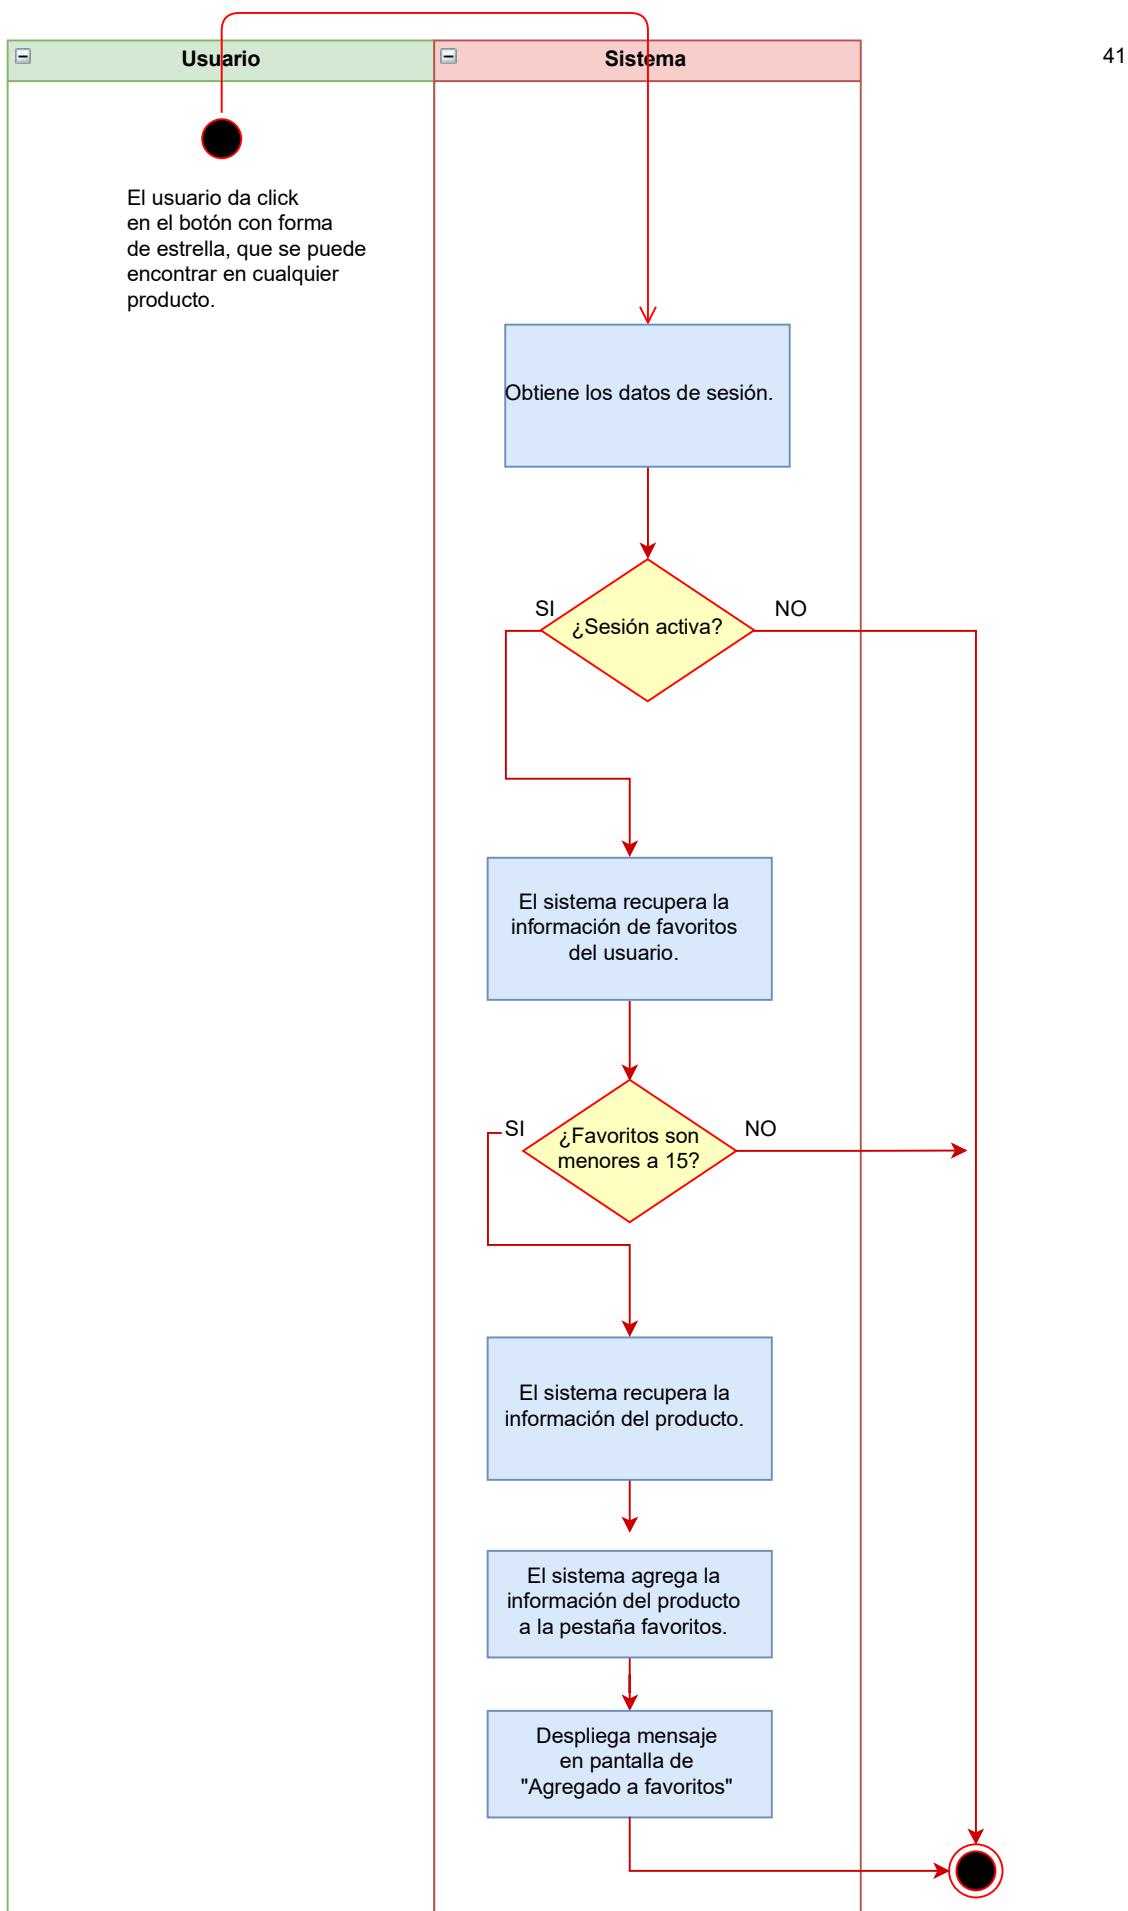 Usuario
Sistema
41
El usuario da click
en el botón con forma
de estrella, que se puede
encontrar en cualquier
producto.
Obtiene los datos de sesión.
SI
¿Sesión activa?
NO
El sistema recupera la
información de favoritos
del usuario.
SI
¿Favoritos son
menores a 15?
NO
El sistema recupera la
información del producto.
El sistema agrega la
información del producto
a la pestaña favoritos.
Despliega mensaje
en pantalla de
"Agregado a favoritos"